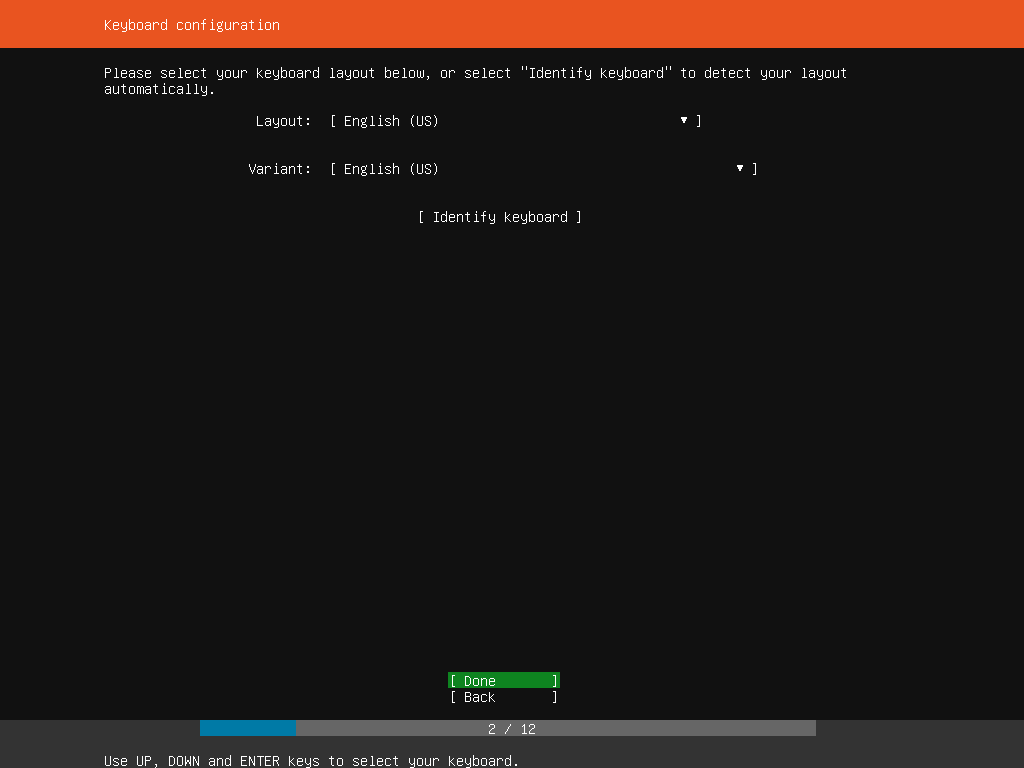 Keyboard configuration
Please select your keyboard layout below, or select "Identify keyboard" to detect your layout
automatically.
Layout: [ English (US) ▼ ]
Variant: [ English (US) ▼ ]
[ Identify keyboard ]
[ Done ]
[ Back ]
2 / 12
Use UP, DOWN and ENTER keys to select your keyboard.